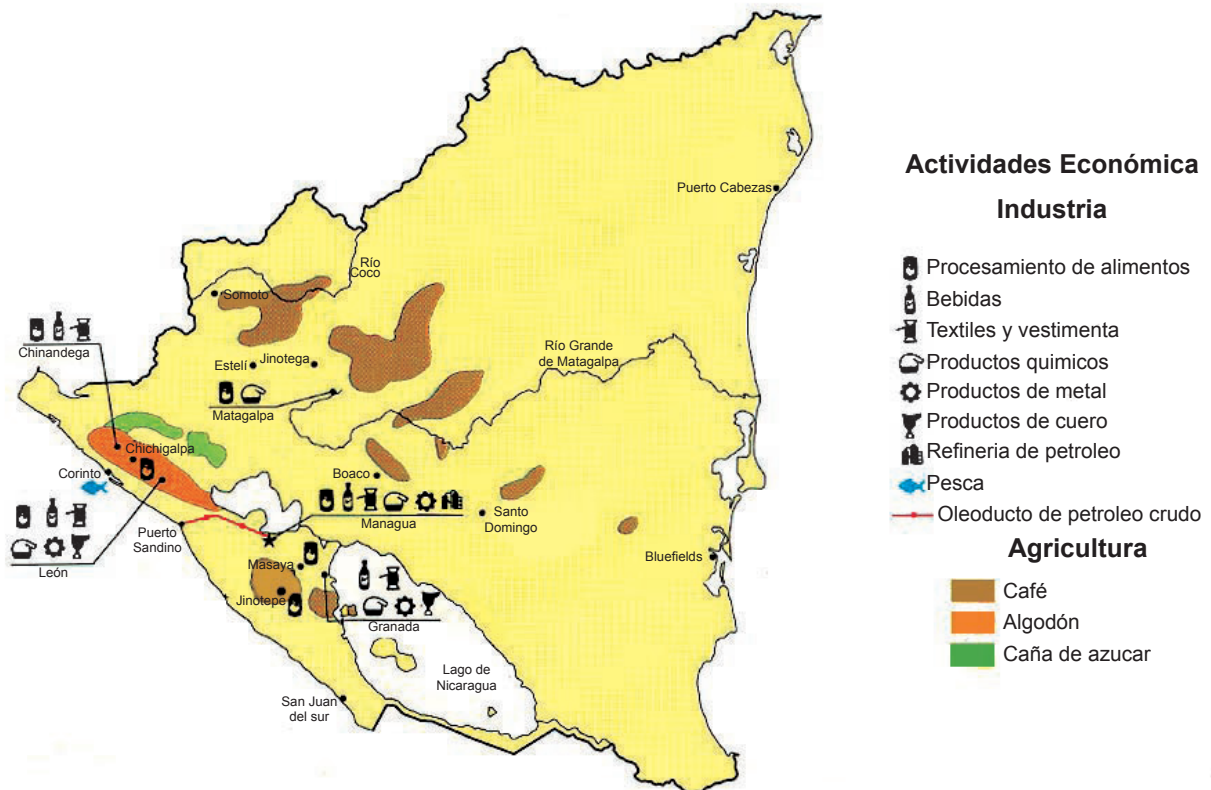 Puerto Cabezas
Río
Coco
Somoto
Chinandega
Estelí
Jinotega
Río Grande
de Matagalpa
Matagalpa
Chichigalpa
Corinto
Boaco
Santo
Domingo
Managua
Puerto
Sandino
León
Masaya
Jinotepe
Granada
Bluefields
Lago de
Nicaragua
San Juan
del sur
Actividades Económica
Industria
Procesamiento de alimentos
Bebidas
Textiles y vestimenta
Productos quimicos
Productos de metal
Productos de cuero
Refineria de petroleo
Pesca
Oleoducto de petroleo crudo
Agricultura
Café
Algodón
Caña de azucar